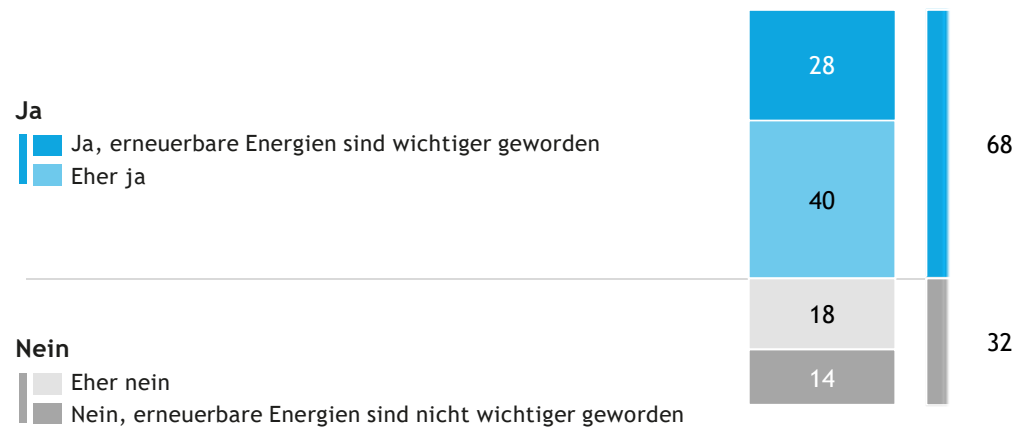 28
Ja
Ja, erneuerbare Energien sind wichtiger geworden
68
Eher ja
40
18
Nein
32
Eher nein
14
Nein, erneuerbare Energien sind nicht wichtiger geworden